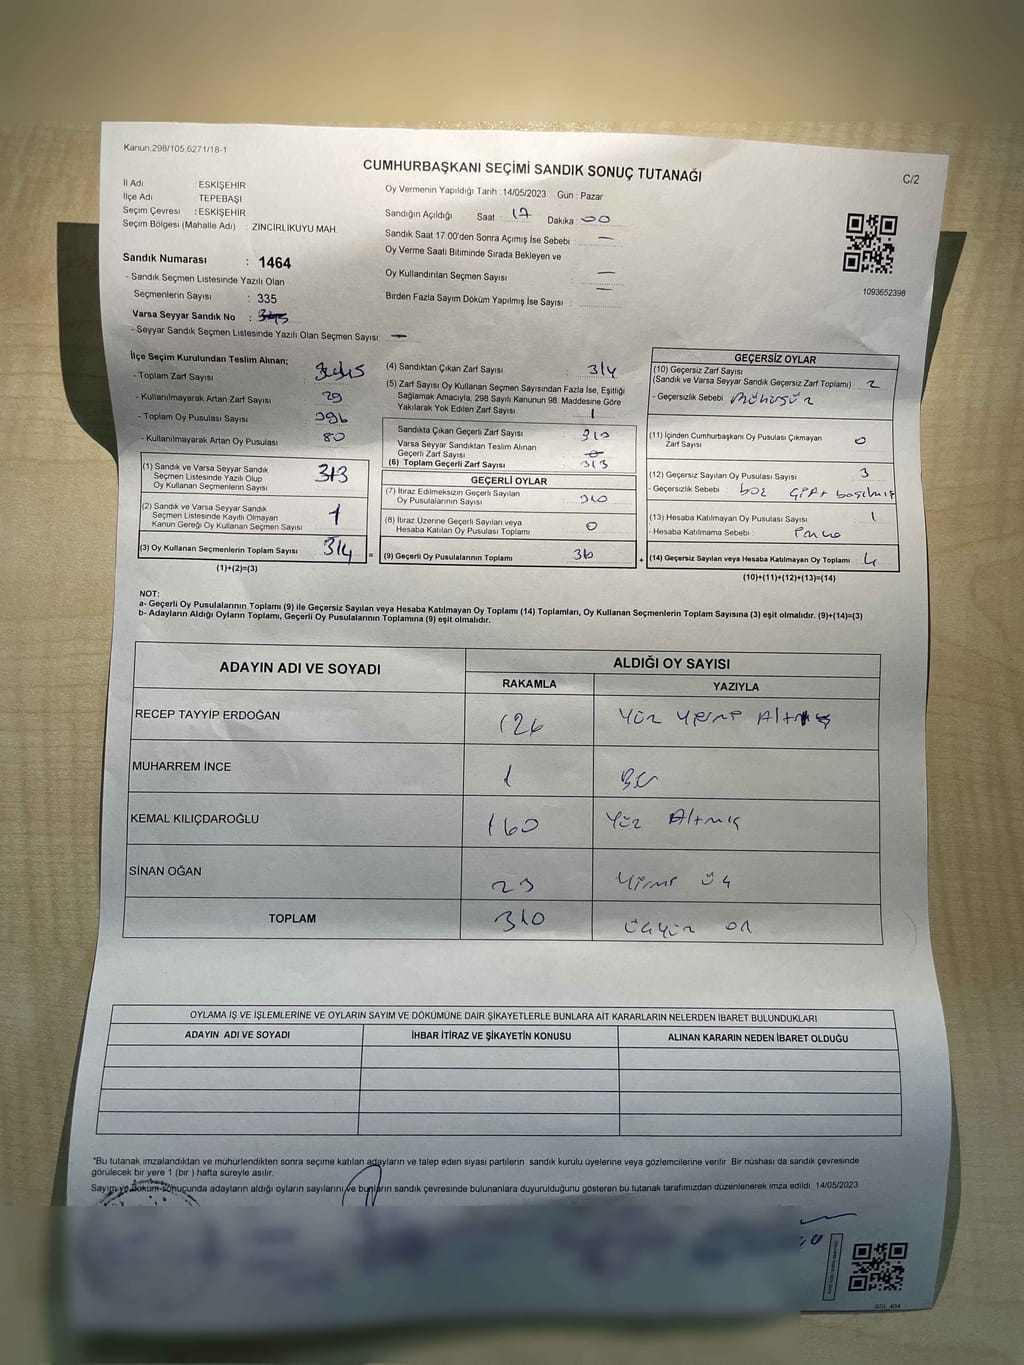 Kanun.298/105,6271/18-1
CUMHURBAŞKANI SEÇİMİ SANDIK SONUÇ TUTANAĞI
C/2
İl Adı : ESKİŞEHİR
İlçe Adı TEPEBAŞI
Seçim Çevresi : ESKİŞEHİR
Seçim Bölgesi (Mahalle Adı) : ZİNCİRLİKUYU MAH.
Sandık Numarası : 1464
- Sandık Seçmen Listesinde Yazılı Olan
Seçmenlerin Sayısı : 335
Varsa Seyyar Sandık No :
- Seyyar Sandık Seçmen Listesinde Yazılı Olan Seçmen Sayısı: —
Oy Vermenin Yapıldığı Tarih : 14/05/2023 Gün : Pazar
Sandığın Açıldığı Saat : 17 Dakika : 00
Sandık Saat 17.00'den Sonra Açımış İse Sebebi : —
Oy Verme Saati Bitiminde Sırada Bekleyen ve
Oy Kullandırılan Seçmen Sayısı : —
Birden Fazla Sayım Döküm Yapılmış İse Sayısı : —
1093652398
İlçe Seçim Kurulundan Teslim Alınan;
- Toplam Zarf Sayısı :
- Kullanılmayarak Artan Zarf Sayısı : 29
- Toplam Oy Pusulası Sayısı : 396
- Kullanılmayarak Artan Oy Pusulası : 80
(1) Sandık ve Varsa Seyyar Sandık
Seçmen Listesinde Yazılı Olup
Oy Kullanan Seçmenlerin Sayısı 313
(2) Sandık ve Varsa Seyyar Sandık
Seçmen Listesinde Kayıtlı Olmayan
Kanun Gereği Oy Kullanan Seçmen Sayısı 1
(3) Oy Kullanan Seçmenlerin Toplam Sayısı 314
(1)+(2)=(3)
=
(4) Sandıktan Çıkan Zarf Sayısı : 314
(5) Zarf Sayısı Oy Kullanan Seçmen Sayısından Fazla İse, Eşitliği
Sağlamak Amacıyla, 298 Sayılı Kanunun 98. Maddesine Göre
Yakılarak Yok Edilen Zarf Sayısı : 1
Sandıkta Çıkan Geçerli Zarf Sayısı :
Varsa Seyyar Sandıktan Teslim Alınan
Geçerli Zarf Sayısı :
(6) Toplam Geçerli Zarf Sayısı : 313
GEÇERLİ OYLAR
(7) İtiraz Edilmeksizin Geçerli Sayılan
Oy Pusulalarının Sayısı : 310
(8) İtiraz Üzerine Geçerli Sayılan veya
Hesaba Katılan Oy Pusulası Toplamı : 0
(9) Geçerli Oy Pusulalarının Toplamı : 310
+
GEÇERSİZ OYLAR
(10) Geçersiz Zarf Sayısı
(Sandık ve Varsa Seyyar Sandık Geçersiz Zarf Toplamı) : 2
- Geçersizlik Sebebi : Mühürsüz
(11) İçinden Cumhurbaşkanı Oy Pusulası Çıkmayan
Zarf Sayısı : 0
(12) Geçersiz Sayılan Oy Pusulası Sayısı : 3
- Geçersizlik Sebebi : boş çift basılmış
(13) Hesaba Katılmayan Oy Pusulası Sayısı : 1
- Hesaba Katılmama Sebebi :
(14) Geçersiz Sayılan veya Hesaba Katılmayan Oy Toplamı : 4
(10)+(11)+(12)+(13)=(14)
NOT:
a- Geçerli Oy Pusulalarının Toplamı (9) ile Geçersiz Sayılan veya Hesaba Katılmayan Oy Toplamı (14) Toplamları, Oy Kullanan Seçmenlerin Toplam Sayısına (3) eşit olmalıdır. (9)+(14)=(3)
b- Adayların Aldığı Oyların Toplamı, Geçerli Oy Pusulalarının Toplamına (9) eşit olmalıdır.
ADAYIN ADI VE SOYADI
ALDIĞI OY SAYISI
RAKAMLA YAZIYLA
RECEP TAYYİP ERDOĞAN 126 Yüz yirmi Altı
MUHARREM İNCE 1 Bir
KEMAL KILIÇDAROĞLU 160 Yüz Altmış
SİNAN OĞAN 23 Yirmi üç
TOPLAM 310 üçyüz on
OYLAMA İŞ VE İŞLEMLERİNE VE OYLARIN SAYIM VE DÖKÜMÜNE DAİR ŞİKAYETLERLE BUNLARA AİT KARARLARIN NELERDEN İBARET BULUNDUKLARI
ADAYIN ADI VE SOYADI İHBAR İTİRAZ VE ŞİKAYETİN KONUSU ALINAN KARARIN NEDEN İBARET OLDUĞU
*Bu tutanak imzalandıktan ve mühürlendikten sonra seçime katılan adayların ve talep eden siyasi partilerin sandık kurulu üyelerine veya gözlemcilerine verilir. Bir nüshası da sandık çevresinde
görülecek bir yere 1 (bir ) hafta süreyle asılır.
Sayım ve döküm sonucunda adayların aldığı oyların sayılarını ve bunların sandık çevresinde bulunanlara duyurulduğunu gösteren bu tutanak tarafımızdan düzenlenerek imza edildi. 14/05/2023